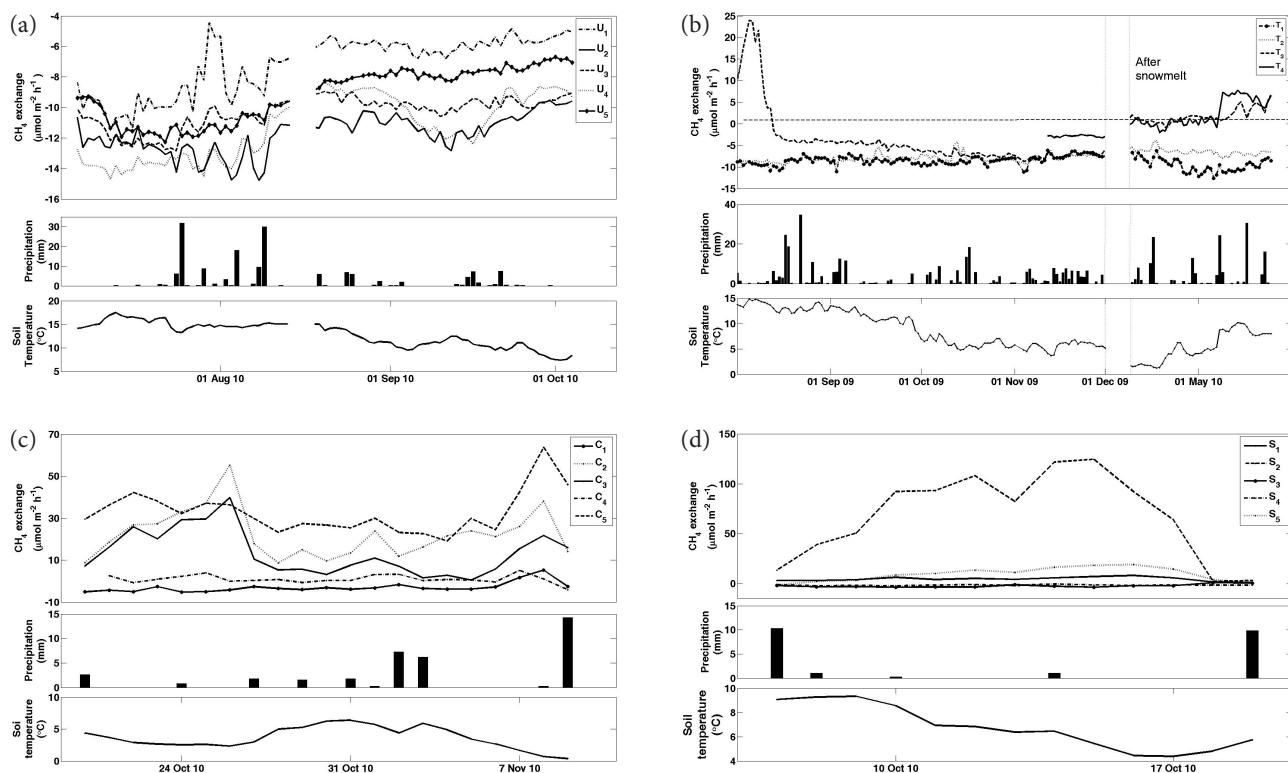 (a)
-4
-6
-8
-10
-12
-14
-16
CH4 exchange
(μmol m-2 h-1)
U1
U2
U3
U4
U5
30
20
10
0
Precipitation
(mm)
20
15
10
5
Soil
Temperature
(°C)
01 Aug 10
01 Sep 10
01 Oct 10
(b)
25
20
15
10
5
0
-5
-10
-15
CH4 exchange
(μmol m-2 h-1)
After
snowmelt
T1
T2
T3
T4
40
20
0
Precipitation
(mm)
15
10
5
0
Soil
Temperature
(°C)
01 Sep 09
01 Oct 09
01 Nov 09
01 Dec 09
01 May 10
(c)
70
50
30
10
-10
CH4 exchange
(μmol m-2 h-1)
C1
C2
C3
C4
C5
15
10
5
0
Precipitation
(mm)
10
5
0
Soi
temperature
(°C)
24 Oct 10
31 Oct 10
7 Nov 10
(d)
150
100
50
0
CH4 exchange
(μmol m-2 h-1)
S1
S2
S3
S4
S5
15
10
5
0
Precipitation
(mm)
10
8
6
4
Soil
temperature
(°C)
10 Oct 10
17 Oct 10